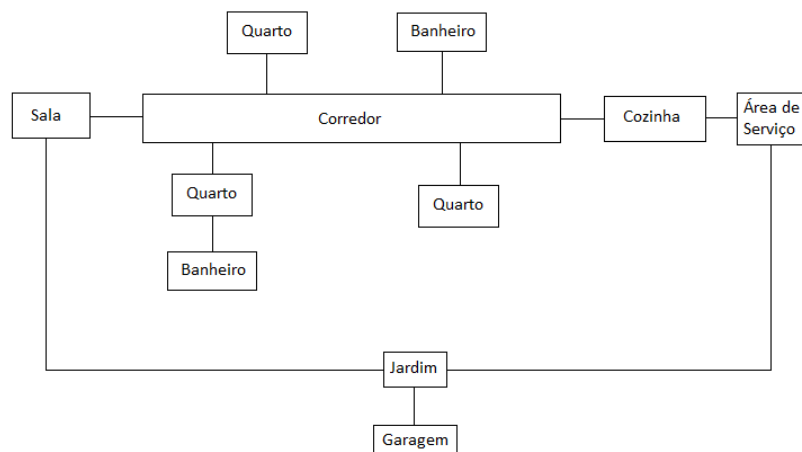 Quarto
Banheiro
Sala
Corredor
Cozinha
Área de
Serviço
Quarto
Quarto
Banheiro
Jardim
Garagem